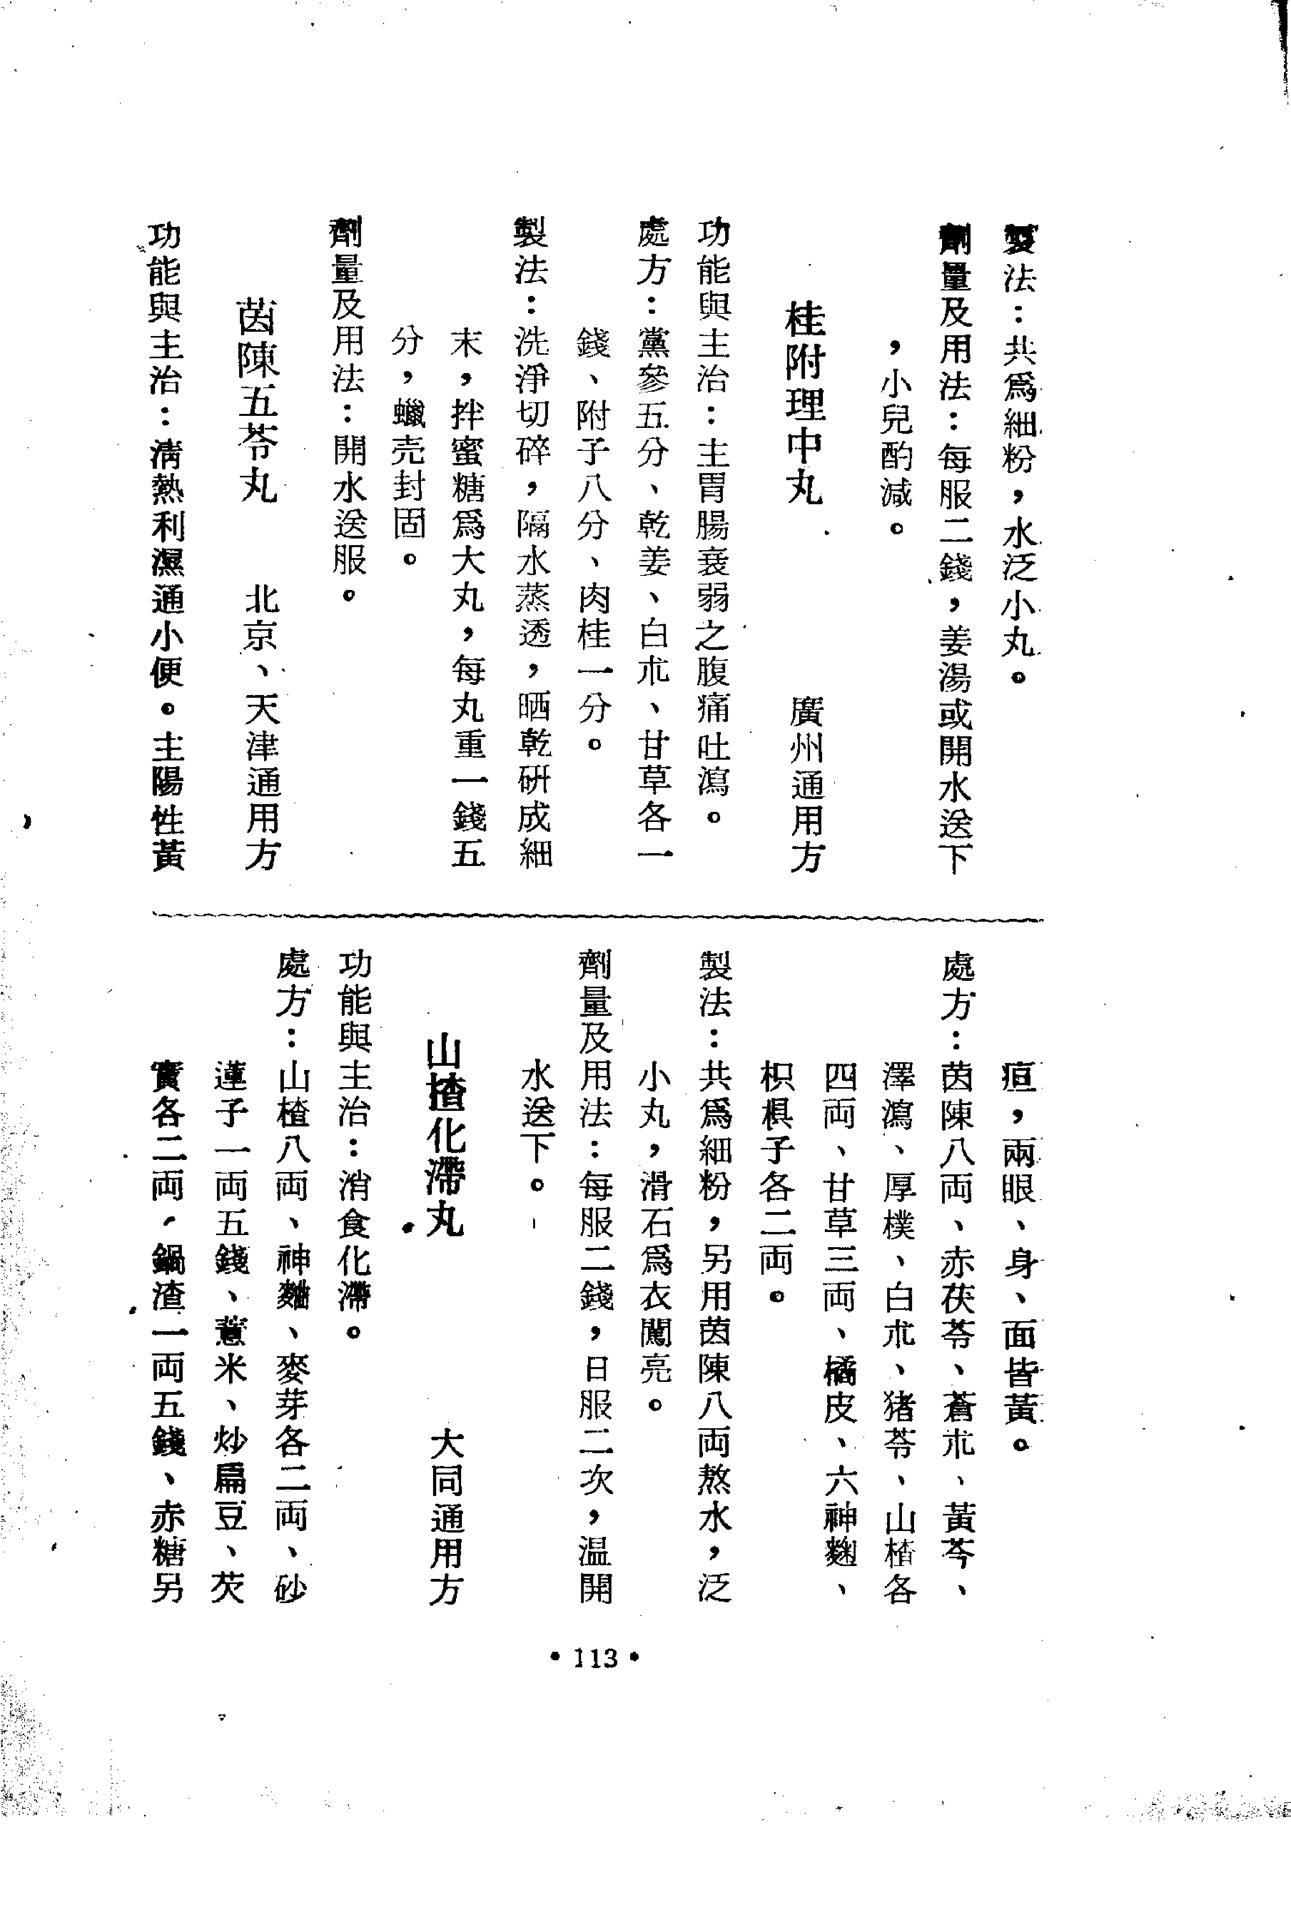 製法：共爲細粉，水泛小丸。
劑量及用法：每服二錢，姜湯或開水送下
，小兒酌減。
桂附理中丸　廣州通用方
功能與主治：主胃腸衰弱之腹痛吐瀉。
處方：黨參五分、乾姜、白朮、甘草各一
錢、附子八分、肉桂一分。
製法：洗淨切碎，隔水蒸透，晒乾研成細
末，拌蜜糖爲大丸，每丸重一錢五
分，蠟壳封固。
劑量及用法：開水送服。
茵陳五苓丸　北京、天津通用方
功能與主治：清熱利濕通小便。主陽性黃
疸，兩眼、身、面皆黃。
處方：茵陳八両、赤茯苓、蒼朮、黃芩、
澤瀉、厚樸、白朮、猪苓、山楂各
四両、甘草三両、橘皮、六神麴、
枳椇子各二両。
製法：共爲細粉，另用茵陳八両熬水，泛
小丸，滑石爲衣闖亮。
劑量及用法：每服二錢，日服二次，温開
水送下。
山楂化滯丸　大同通用方
功能與主治：消食化滯。
處方：山楂八両、神麯、麥芽各二両、砂
蓮子一両五錢、薏米、炒扁豆、芡
實各二両，鍋渣一両五錢、赤糖另
•113•